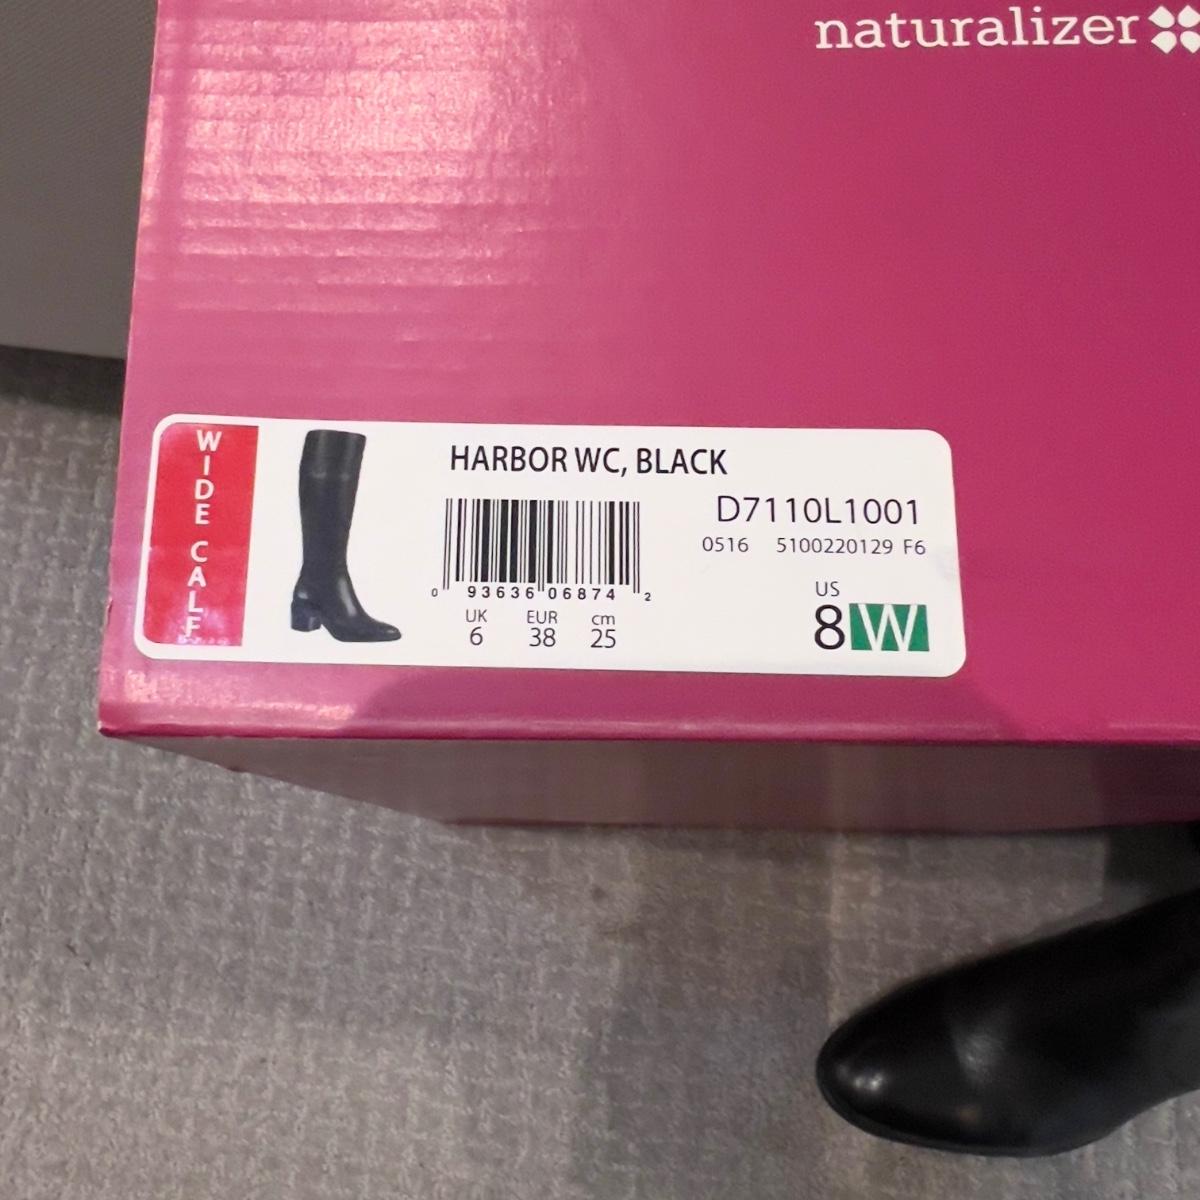 naturalizer
WIDE CALF
HARBOR WC, BLACK
D7110L1001
0516 5100220129 F6
0 93636 06874 2
UK EUR cm
6 38 25
US
8 W